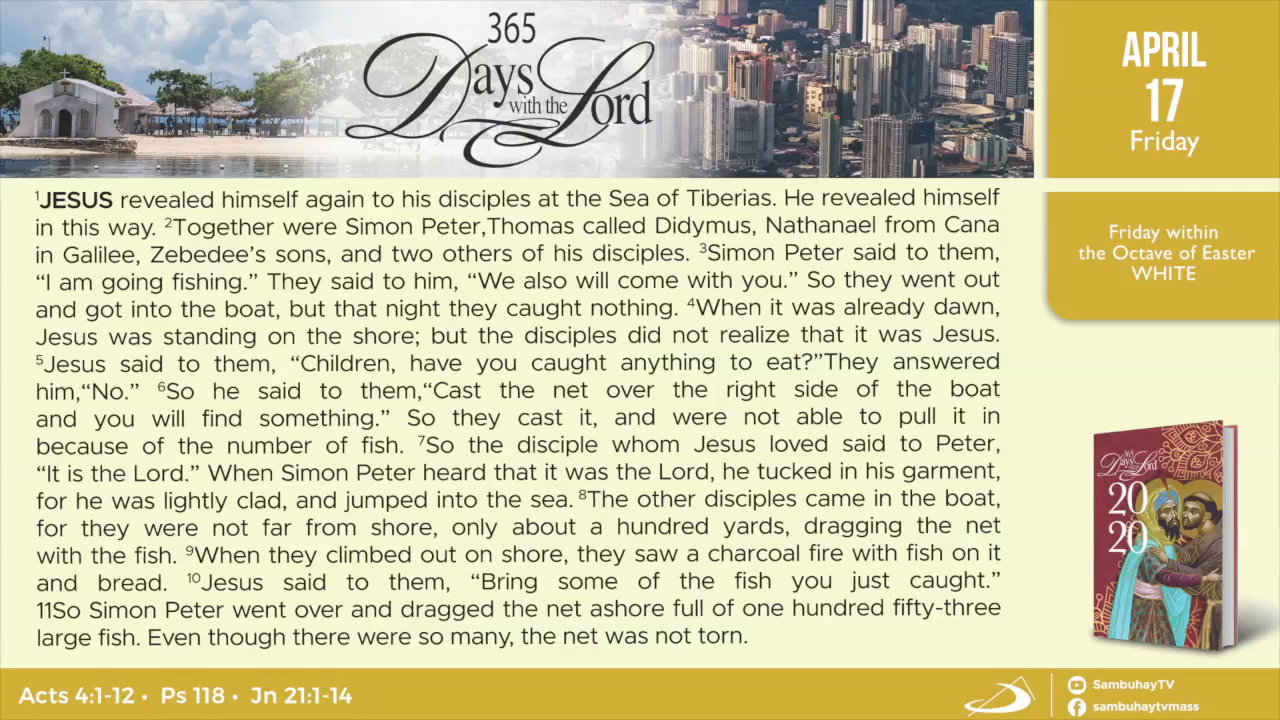 365
Days
with the
Lord
APRIL
17
Friday
Friday within
the Octave of Easter
WHITE
¹JESUS revealed himself again to his disciples at the Sea of Tiberias. He revealed himself
in this way. ²Together were Simon Peter,Thomas called Didymus, Nathanael from Cana
in Galilee, Zebedee’s sons, and two others of his disciples. ³Simon Peter said to them,
“I am going fishing.” They said to him, “We also will come with you.” So they went out
and got into the boat, but that night they caught nothing. ⁴When it was already dawn,
Jesus was standing on the shore; but the disciples did not realize that it was Jesus.
⁵Jesus said to them, “Children, have you caught anything to eat?”They answered
him,“No.” ⁶So he said to them,“Cast the net over the right side of the boat
and you will find something.” So they cast it, and were not able to pull it in
because of the number of fish. ⁷So the disciple whom Jesus loved said to Peter,
“It is the Lord.” When Simon Peter heard that it was the Lord, he tucked in his garment,
for he was lightly clad, and jumped into the sea. ⁸The other disciples came in the boat,
for they were not far from shore, only about a hundred yards, dragging the net
with the fish. ⁹When they climbed out on shore, they saw a charcoal fire with fish on it
and bread. ¹⁰Jesus said to them, “Bring some of the fish you just caught.”
11So Simon Peter went over and dragged the net ashore full of one hundred fifty-three
large fish. Even though there were so many, the net was not torn.
365
Days with the Lord
20
20
Acts 4:1-12 • Ps 118 • Jn 21:1-14
SambuhayTV
sambuhaytvmass